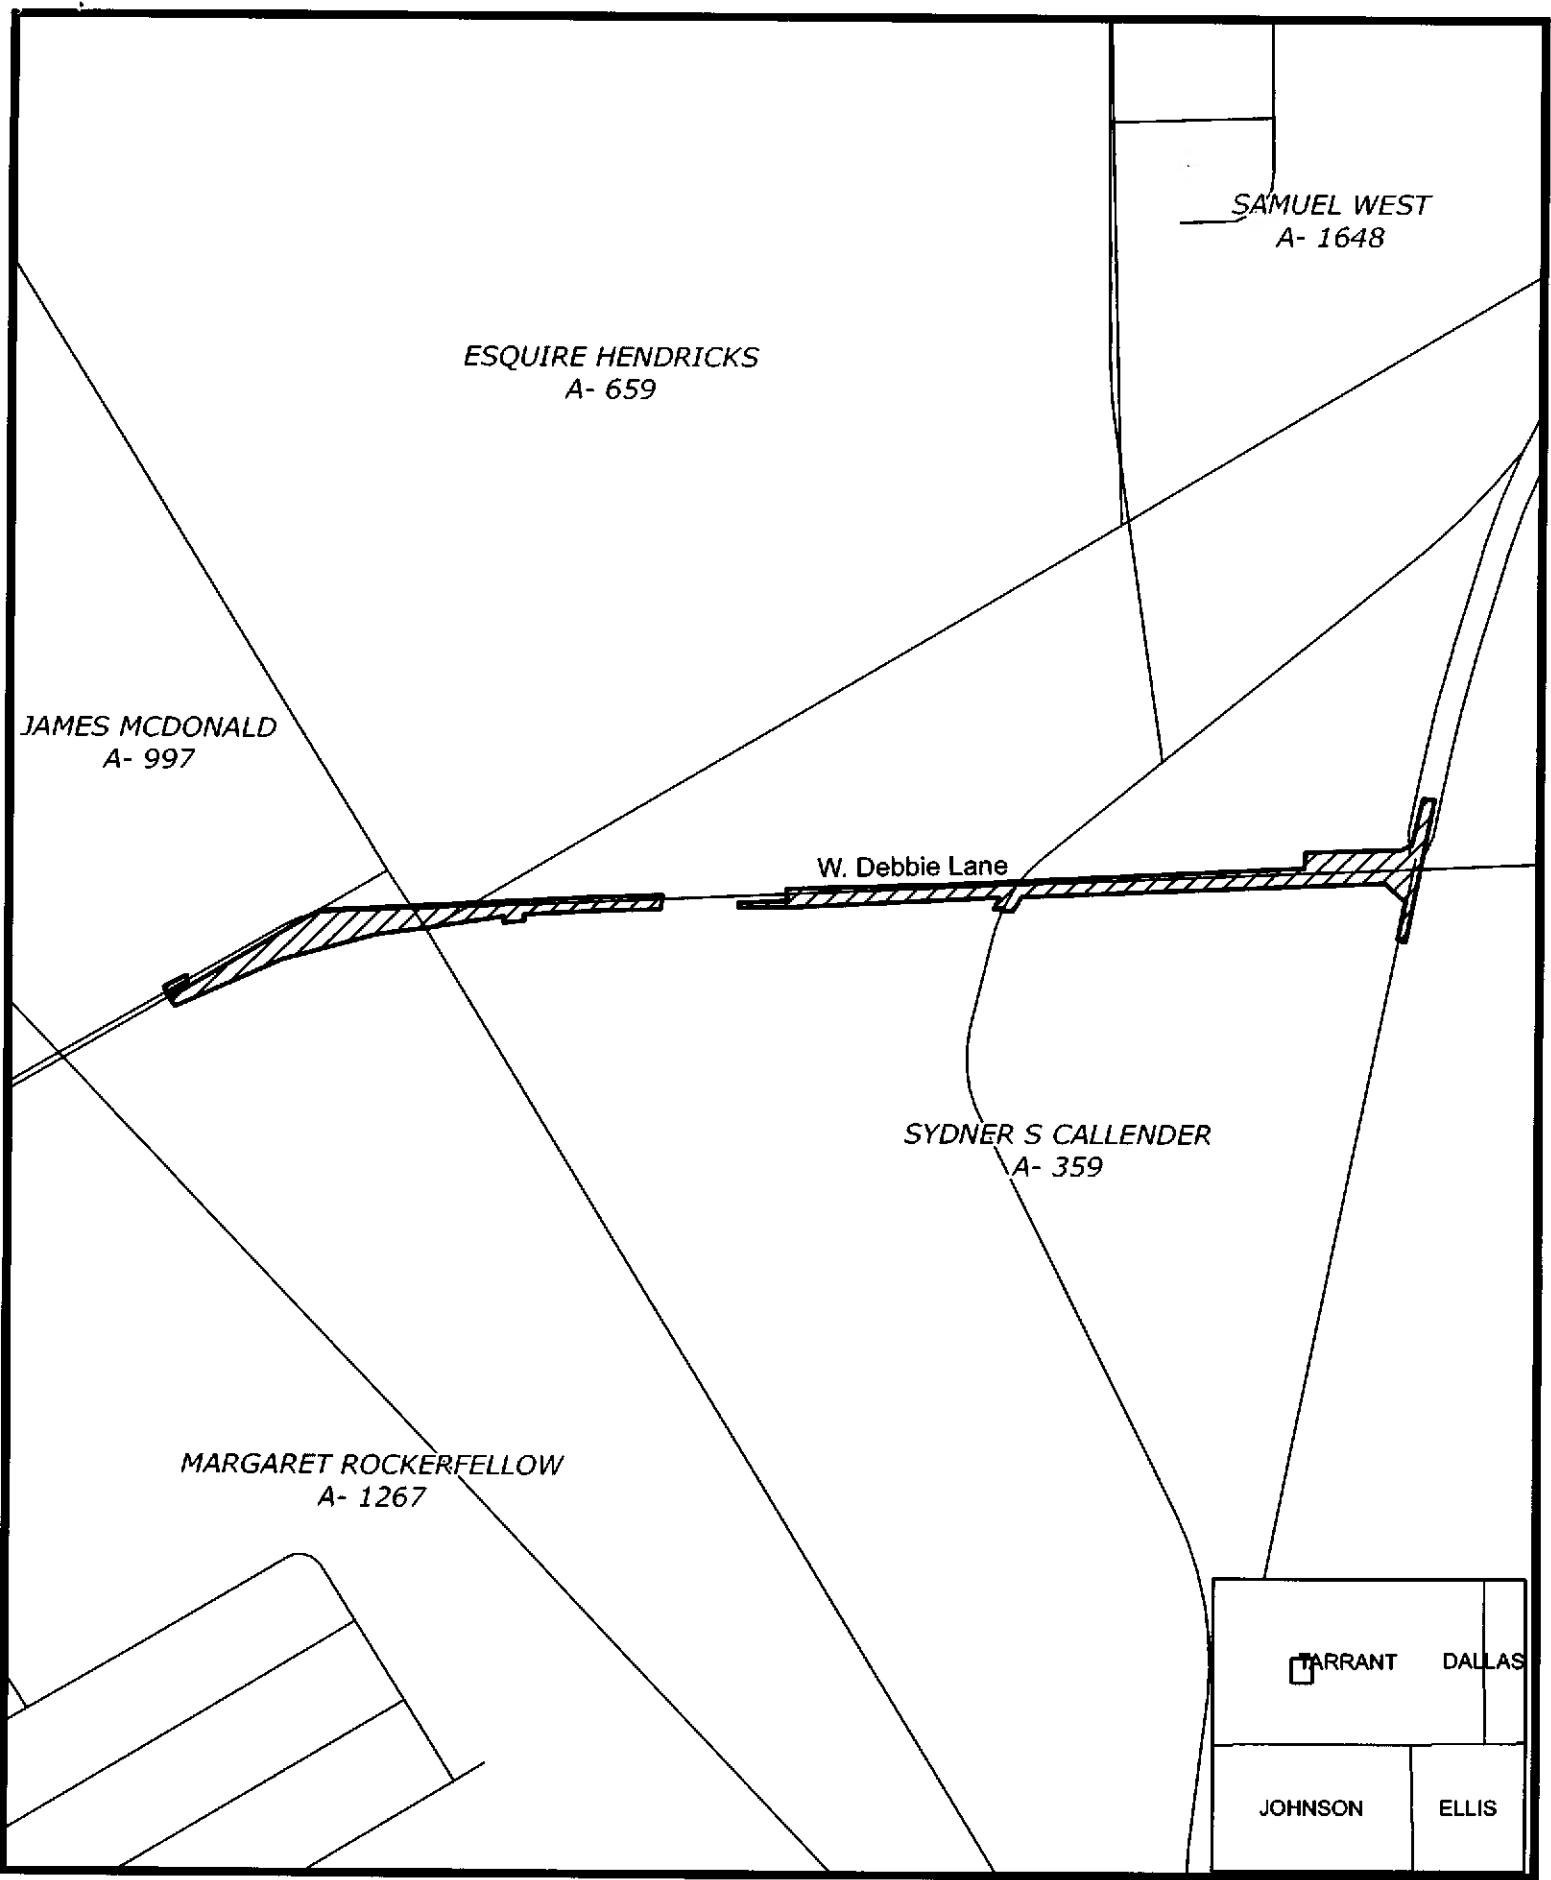 SAMUEL WEST
A- 1648
ESQUIRE HENDRICKS
A- 659
JAMES MCDONALD
A- 997
W. Debbie Lane
SYDNER S CALLENDER
A- 359
MARGARET ROCKERFELLOW
A- 1267
TARRANT
DALLAS
JOHNSON
ELLIS